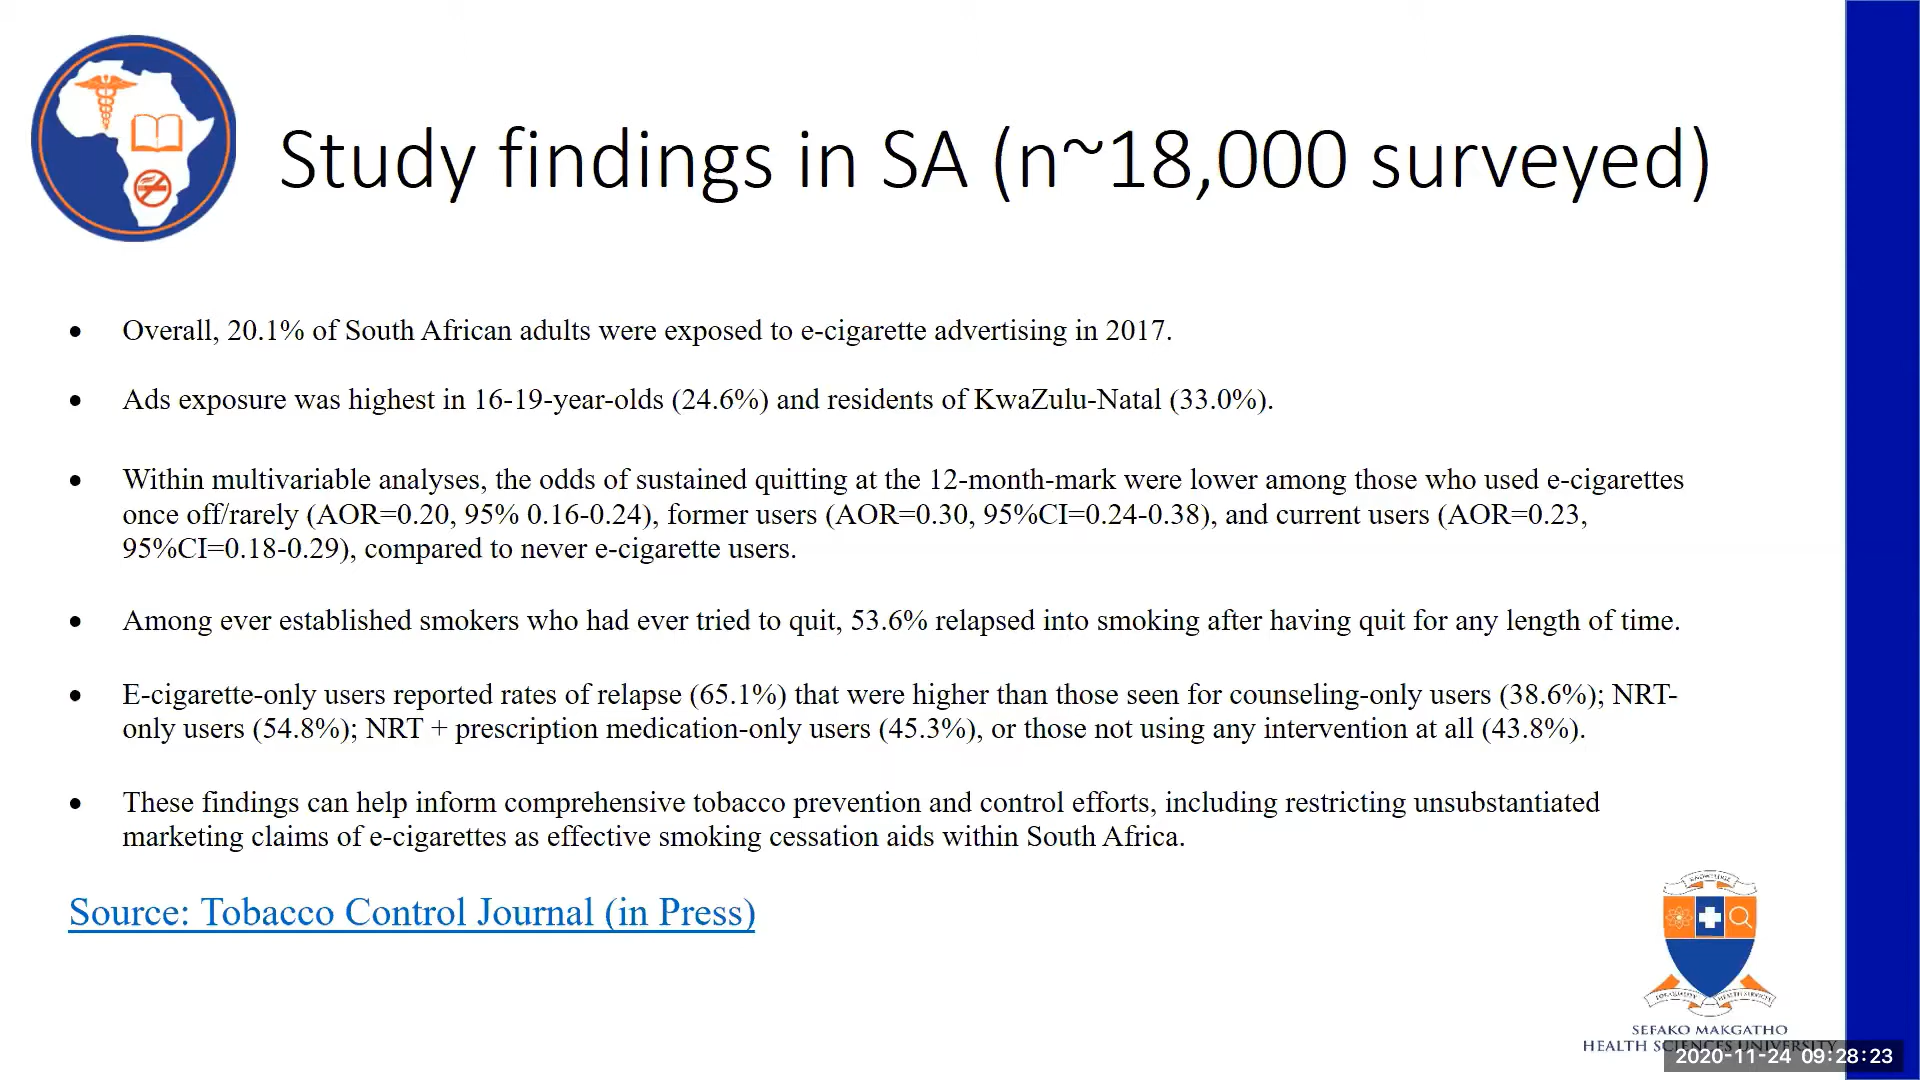 Study findings in SA (n~18,000 surveyed)
• Overall, 20.1% of South African adults were exposed to e-cigarette advertising in 2017.
• Ads exposure was highest in 16-19-year-olds (24.6%) and residents of KwaZulu-Natal (33.0%).
• Within multivariable analyses, the odds of sustained quitting at the 12-month-mark were lower among those who used e-cigarettes
once off/rarely (AOR=0.20, 95% 0.16-0.24), former users (AOR=0.30, 95%CI=0.24-0.38), and current users (AOR=0.23,
95%CI=0.18-0.29), compared to never e-cigarette users.
• Among ever established smokers who had ever tried to quit, 53.6% relapsed into smoking after having quit for any length of time.
• E-cigarette-only users reported rates of relapse (65.1%) that were higher than those seen for counseling-only users (38.6%); NRT-
only users (54.8%); NRT + prescription medication-only users (45.3%), or those not using any intervention at all (43.8%).
• These findings can help inform comprehensive tobacco prevention and control efforts, including restricting unsubstantiated
marketing claims of e-cigarettes as effective smoking cessation aids within South Africa.
Source: Tobacco Control Journal (in Press)
KNOWLEDGE
HEALTH SERVICES
SEFAKO MAKGATHO
HEALTH SCIENCES UNIVERSITY
2020-11-24 09:28:23